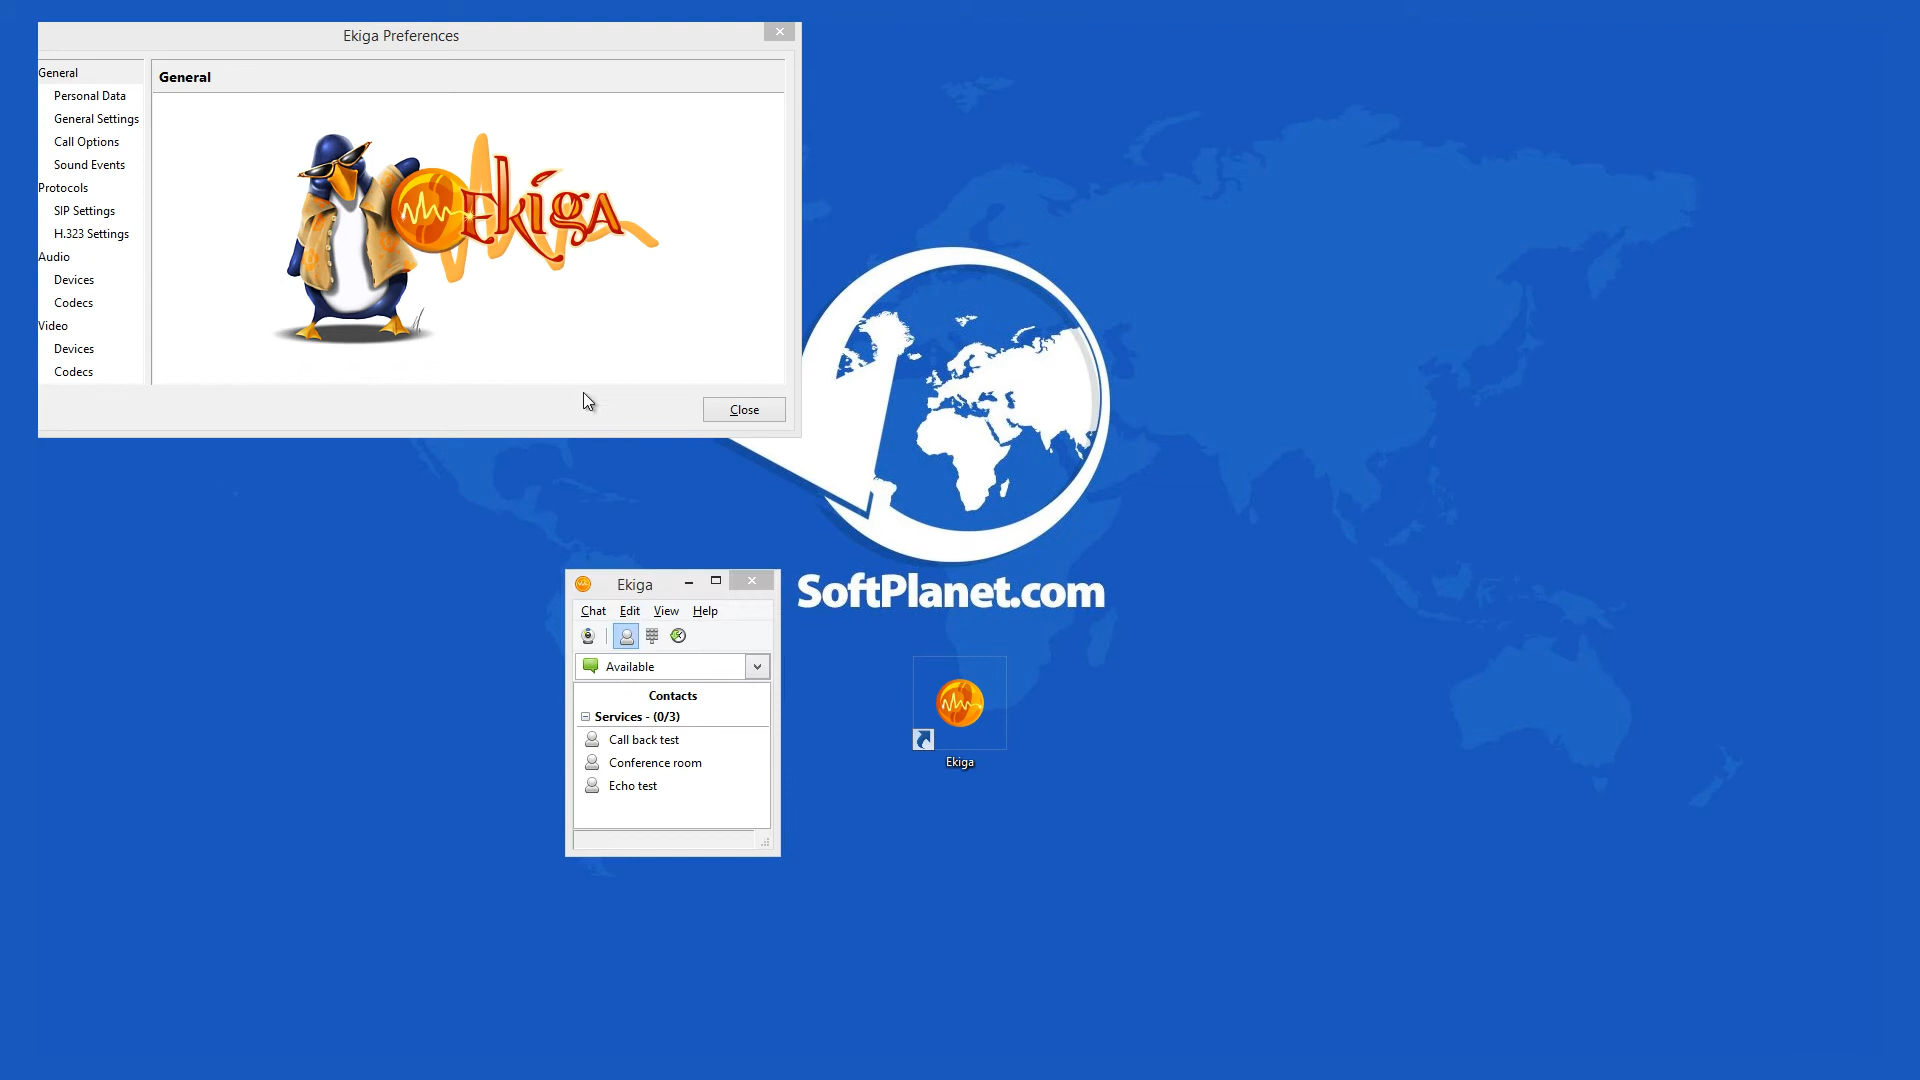 Ekiga Preferences
General
Personal Data
General Settings
Call Options
Sound Events
Protocols
SIP Settings
H.323 Settings
Audio
Devices
Codecs
Video
Devices
Codecs
General
Ekiga
Close
Ekiga
Chat Edit View Help
Available
Contacts
Services - (0/3)
Call back test
Conference room
Echo test
SoftPlanet.com
Ekiga